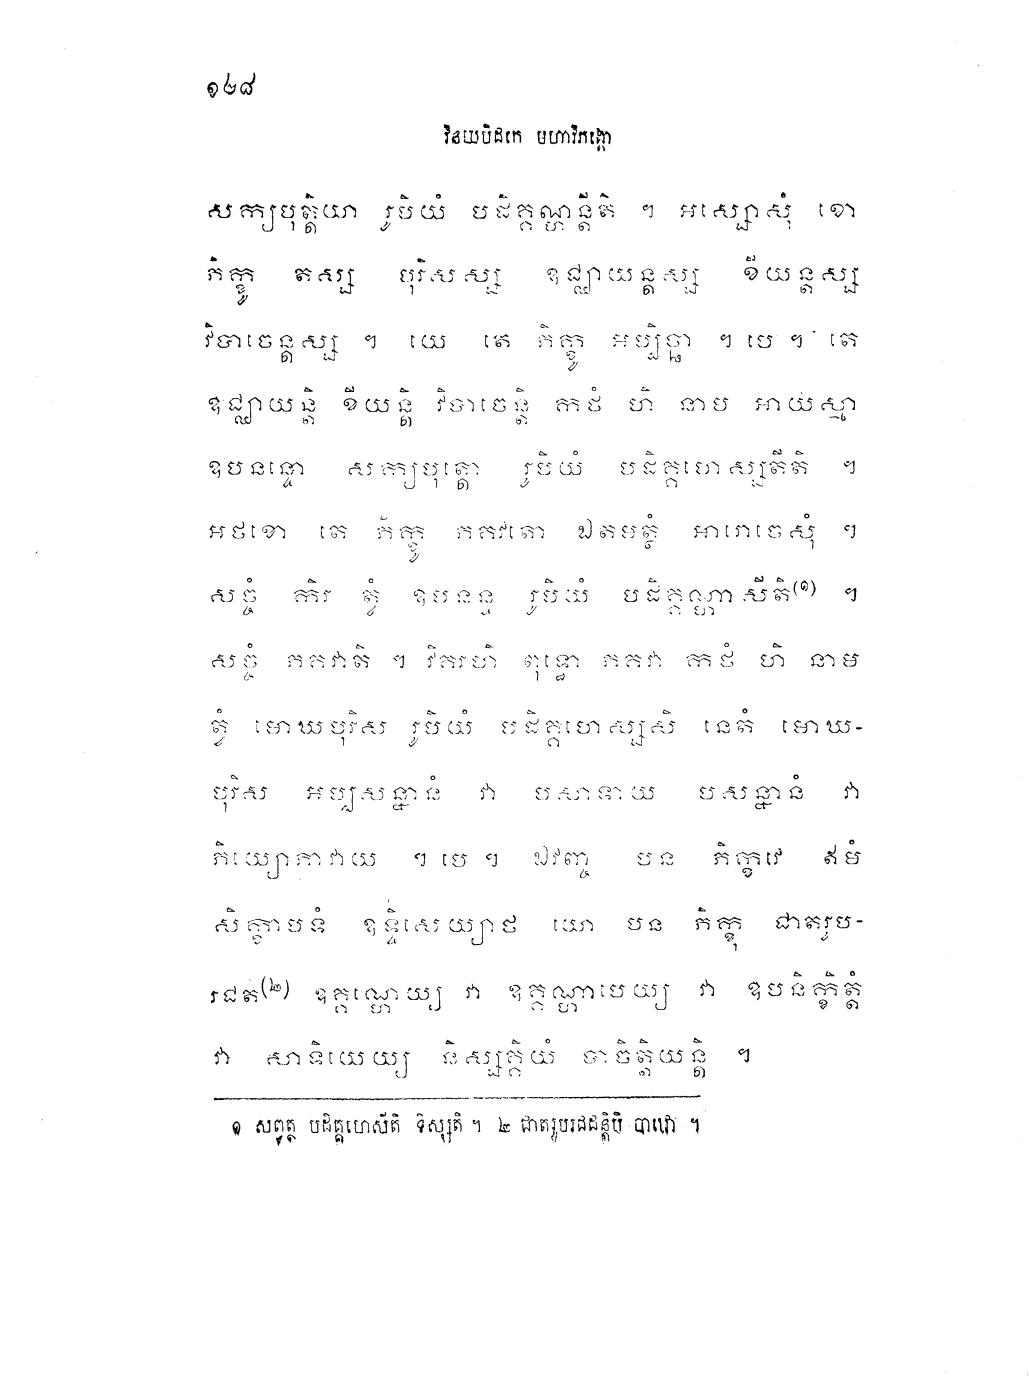 ១២៨
វិនយបិដកេ មហាវិភង្គោ
សក្យបុត្តិយា រូបិយំ បដិគ្គណ្ហន្តីតិ ។ អស្សោសុំ ខោ
ភិក្ខូ តស្ស បុរិសស្ស ឧជ្ឈាយន្តស្ស ខីយន្តស្ស
វិបាចេន្តស្ស ។ យេ តេ ភិក្ខូ អប្បិច្ឆា ។ បេ ។ តេ
ឧជ្ឈាយន្តិ ខីយន្តិ វិបាចេន្តិ កថំ ហិ នាម អាយស្មា
ឧបនន្ទោ សក្យបុត្តោ រូបិយំ បដិគ្គហេស្សតីតិ ។
អថខោ តេ ភិក្ខូ ភគវតោ ឯតមត្ថំ អារោចេសុំ ។
សច្ចំ កិរ ត្វំ ឧបនន្ទ រូបិយំ បដិគ្គណ្ហាសីតិ(១) ។
សច្ចំ ភគវាតិ ។ វិគរហិ ពុទ្ធោ ភគវា កថំ ហិ នាម
ត្វំ មោឃបុរិស រូបិយំ បដិគ្គហេស្សសិ នេតំ មោឃ-
បុរិស អប្បសន្នានំ វា បសាទាយ បសន្នានំ វា
ភិយ្យោភាវាយ ។ បេ ។ ឯវញ្ច បន ភិក្ខវេ ឥមំ
សិក្ខាបទំ ឧទ្ទិសេយ្យាថ យោ បន ភិក្ខុ ជាតរូប-
រជតំ(២) ឧគ្គណ្ហេយ្យ វា ឧគ្គណ្ហាបេយ្យ វា ឧបនិក្ខិត្តំ
វា សាទិយេយ្យ និស្សគ្គិយំ បាចិត្តិយន្តិ ។
១ សព្វត្ថ បដិគ្គហេសីតិ ទិស្សតិ ។ ២ ជាតរូបរជតន្តិបិ បាឋោ ។